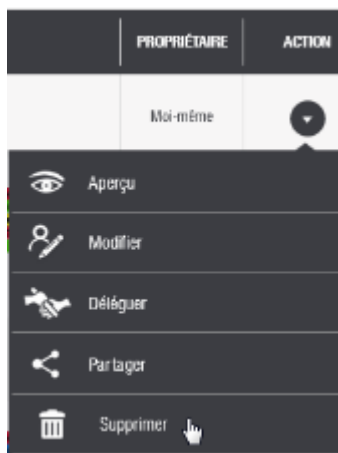 PROPRIÉTAIRE ACTION
Moi-même
Aperçu
Modifier
Déléguer
Partager
Supprimer